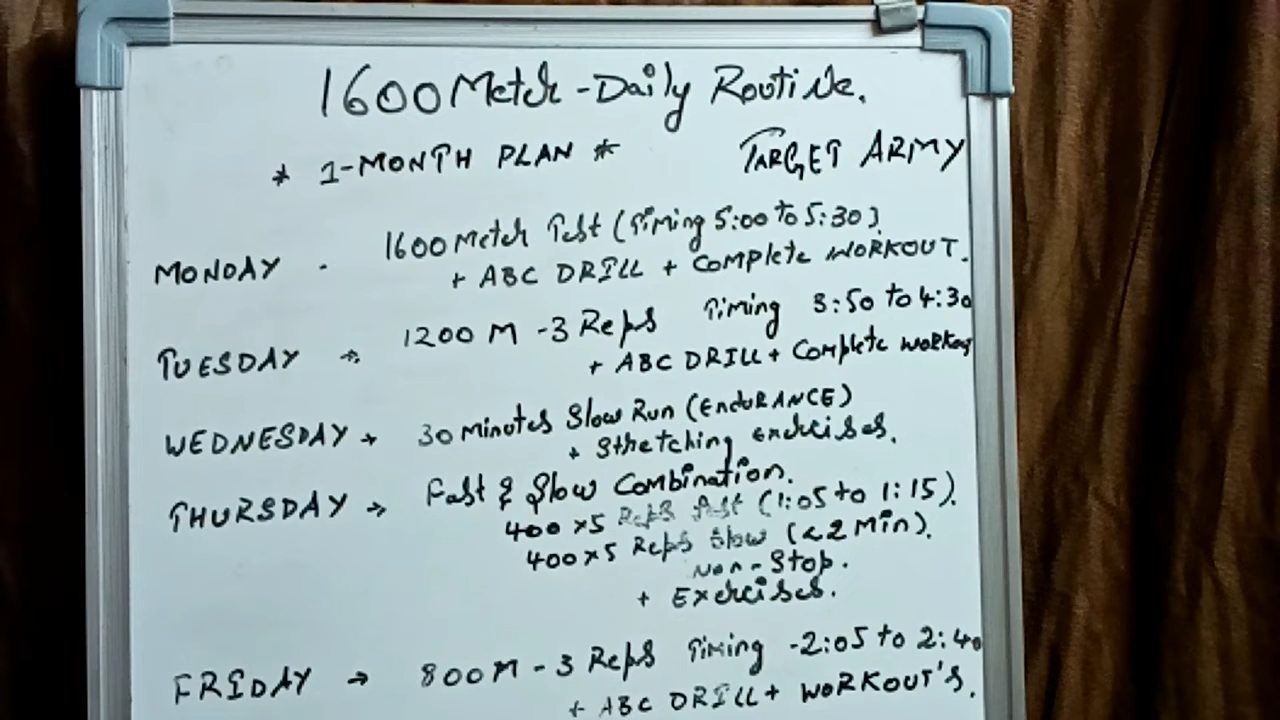 1600 Meter - Daily Routine.
* 1-MONTH PLAN * TARGET ARMY
MONDAY - 1600 Meter Test (Timing 5:00 to 5:30).
+ ABC DRILL + Complete WORKOUT.
TUESDAY → 1200 M - 3 Reps Timing 3:50 to 4:30
+ ABC DRILL + Complete workou
WEDNESDAY → 30 Minutes Slow Run (ENDURANCE)
+ Stretching Exercises.
THURSDAY → Fast & Slow Combination.
400 x 5 Reps fast (1:05 to 1:15).
400 x 5 Reps Slow (<2 Min).
Non-Stop.
+ Exercises.
FRIDAY → 800 M - 3 Reps Timing - 2:05 to 2:40
+ ABC DRILL + WORKOUT'S.